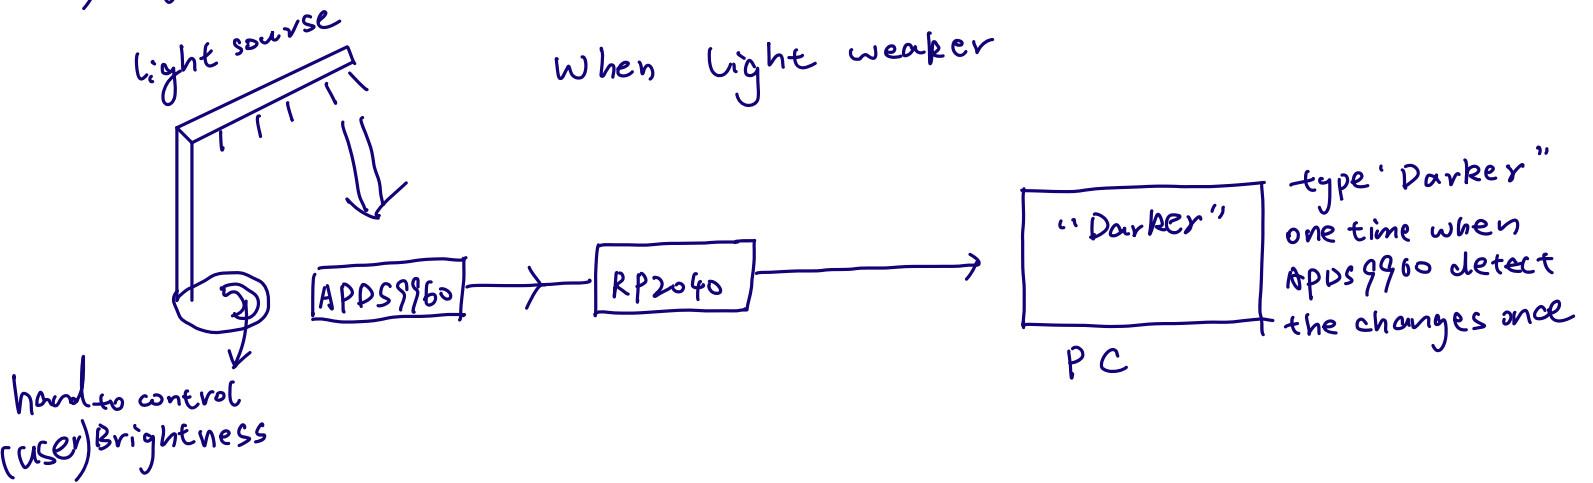 light sourse
When light weaker
APDS9960
RP2040
"Darker"
PC
type "Darker"
one time when
APDS9960 detect
the changes once
hand to control
(user) Brightness